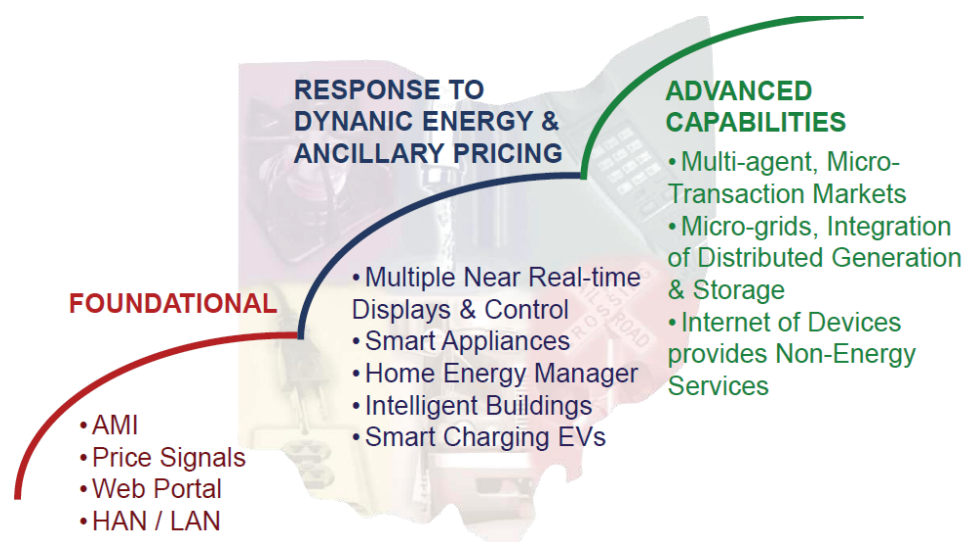 RESPONSE TO
DYNANIC ENERGY &
ANCILLARY PRICING
ADVANCED
CAPABILITIES
• Multi-agent, Micro-
Transaction Markets
• Micro-grids, Integration
of Distributed Generation
& Storage
• Internet of Devices
provides Non-Energy
Services
FOUNDATIONAL
• Multiple Near Real-time
Displays & Control
• Smart Appliances
• Home Energy Manager
• Intelligent Buildings
• Smart Charging EVs
• AMI
• Price Signals
• Web Portal
• HAN / LAN
RAILROAD
CROSSING